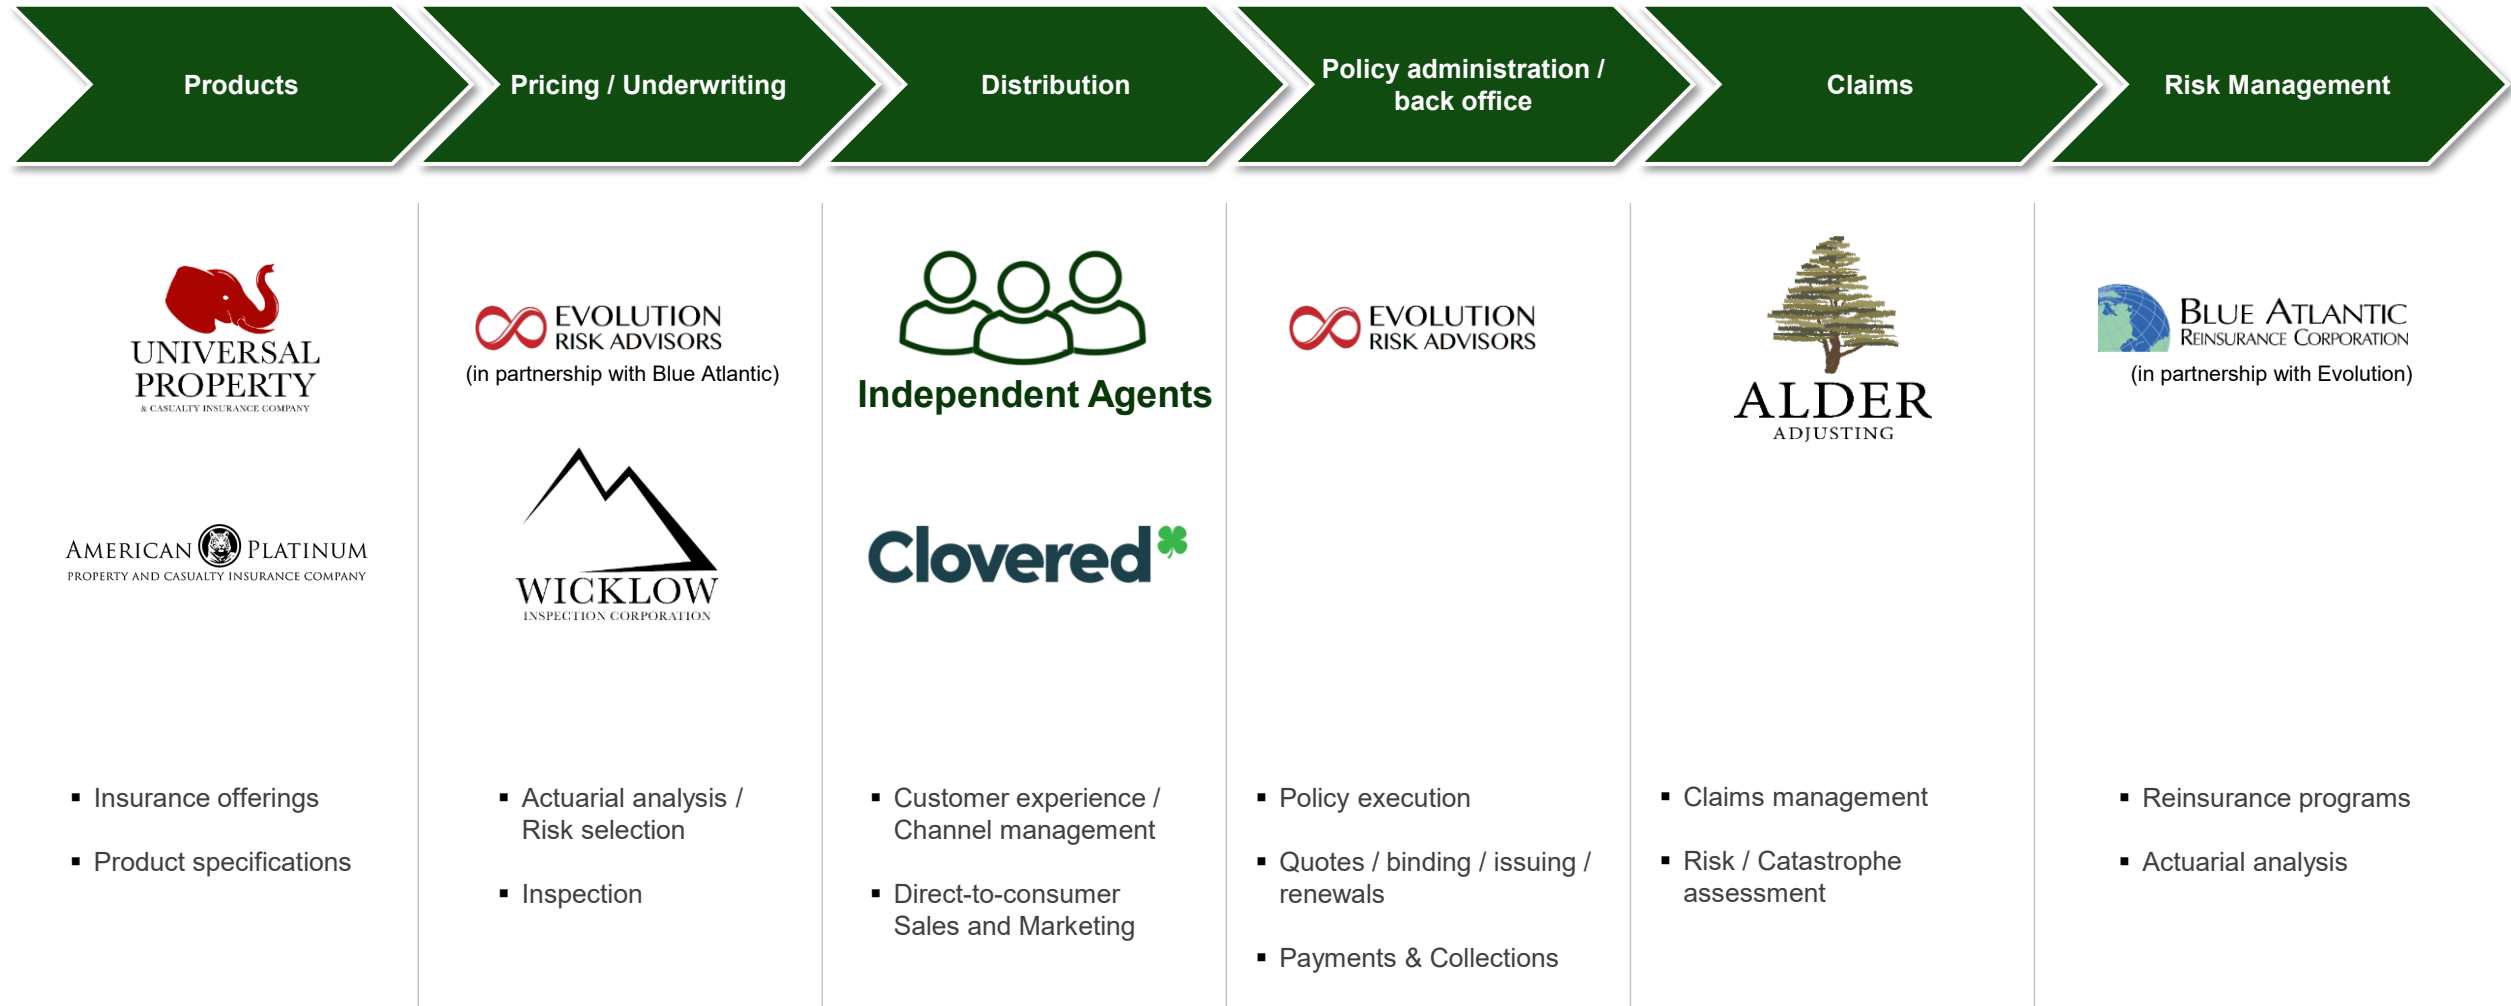 Products
Pricing / Underwriting
Distribution
Policy administration /
back office
Claims
Risk Management
UNIVERSAL
PROPERTY
& CASUALTY INSURANCE COMPANY
AMERICAN PLATINUM
PROPERTY AND CASUALTY INSURANCE COMPANY
▪ Insurance offerings
▪ Product specifications
EVOLUTION
RISK ADVISORS
(in partnership with Blue Atlantic)
WICKLOW
INSPECTION CORPORATION
▪ Actuarial analysis /
Risk selection
▪ Inspection
Independent Agents
Clovered
▪ Customer experience /
Channel management
▪ Direct-to-consumer
Sales and Marketing
EVOLUTION
RISK ADVISORS
▪ Policy execution
▪ Quotes / binding / issuing /
renewals
▪ Payments & Collections
ALDER
ADJUSTING
▪ Claims management
▪ Risk / Catastrophe
assessment
BLUE ATLANTIC
REINSURANCE CORPORATION
(in partnership with Evolution)
▪ Reinsurance programs
▪ Actuarial analysis